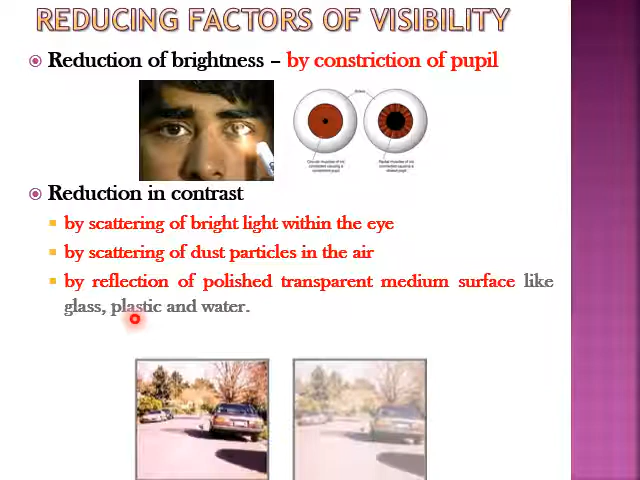 REDUCING FACTORS OF VISIBILITY
Reduction of brightness – by constriction of pupil
Reduction in contrast
by scattering of bright light within the eye
by scattering of dust particles in the air
by reflection of polished transparent medium surface like
glass, plastic and water.